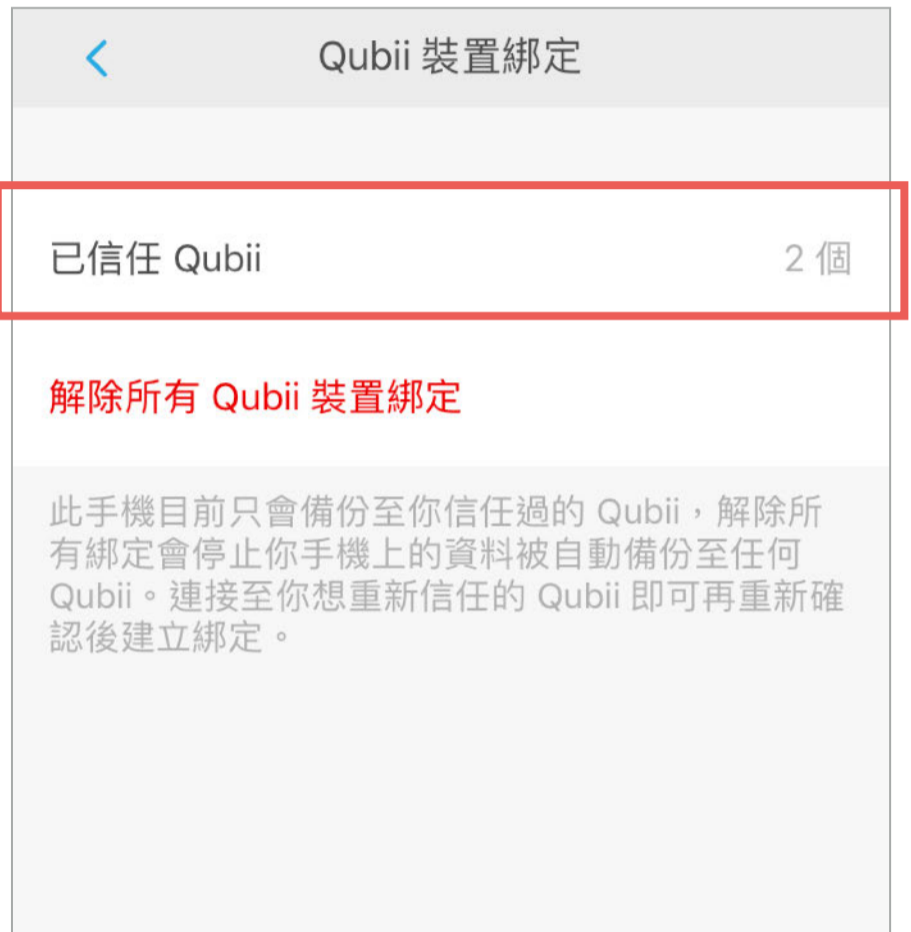 Qubii 裝置綁定
已信任 Qubii
2 個
解除所有 Qubii 裝置綁定
此手機目前只會備份至你信任過的 Qubii，解除所
有綁定會停止你手機上的資料被自動備份至任何
Qubii。連接至你想重新信任的 Qubii 即可再重新確
認後建立綁定。